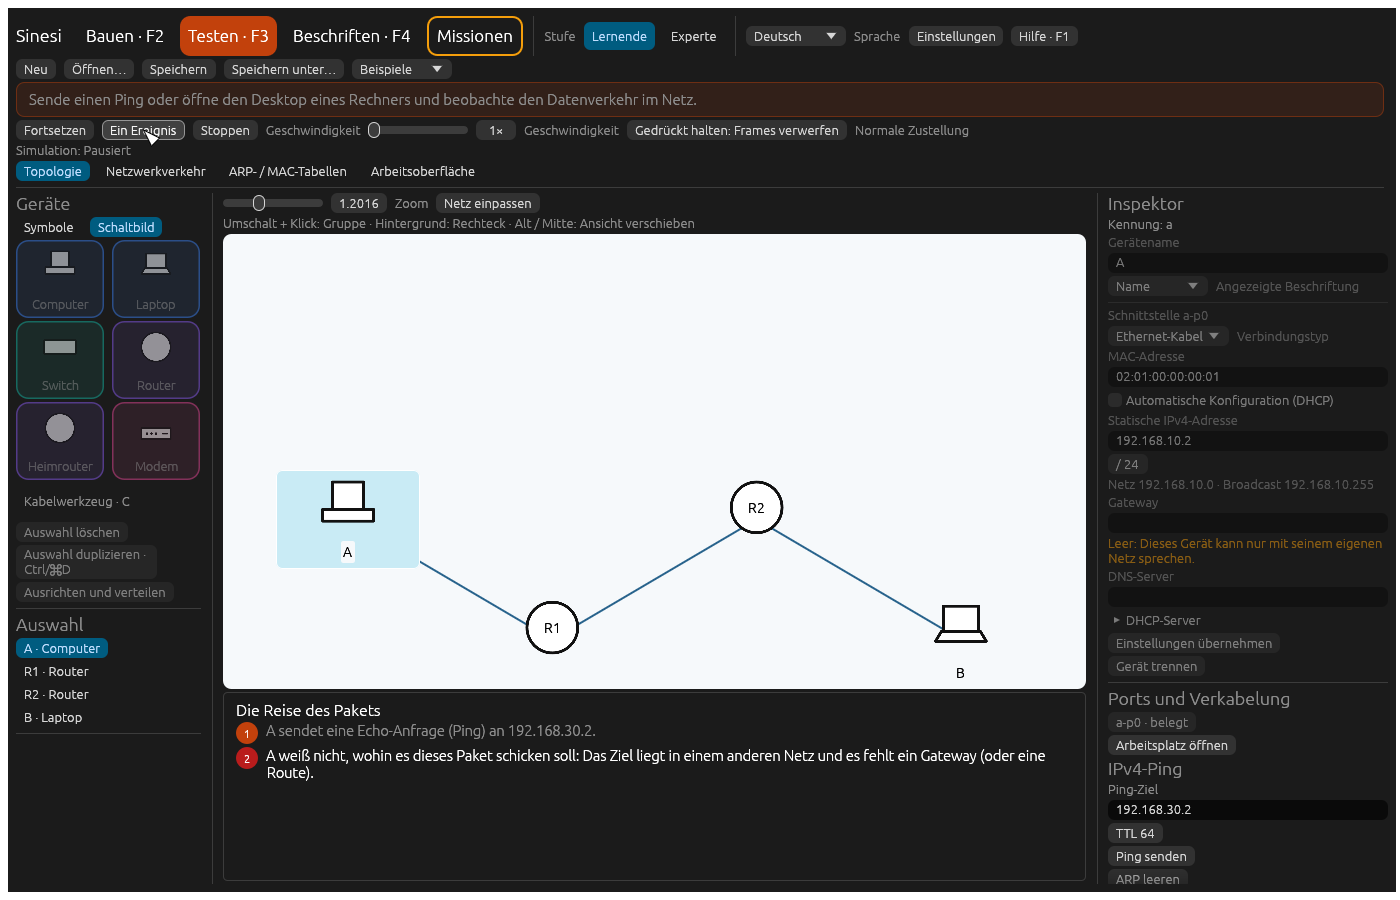 Sinesi Bauen · F2 Testen · F3 Beschriften · F4 Missionen Stufe Lernende Experte Deutsch Sprache Einstellungen Hilfe · F1
Neu Öffnen… Speichern Speichern unter… Beispiele
Sende einen Ping oder öffne den Desktop eines Rechners und beobachte den Datenverkehr im Netz.
Fortsetzen Ein Ereignis Stoppen Geschwindigkeit 1× Geschwindigkeit Gedrückt halten: Frames verwerfen Normale Zustellung
Simulation: Pausiert
Topologie Netzwerkverkehr ARP- / MAC-Tabellen Arbeitsoberfläche
Geräte
Symbole Schaltbild
Computer Laptop
Switch Router
Heimrouter Modem
Kabelwerkzeug · C
Auswahl löschen
Auswahl duplizieren ·
Ctrl/⌘D
Ausrichten und verteilen
Auswahl
A · Computer
R1 · Router
R2 · Router
B · Laptop
1.2016 Zoom Netz einpassen
Umschalt + Klick: Gruppe · Hintergrund: Rechteck · Alt / Mitte: Ansicht verschieben
A
R1
R2
B
Die Reise des Pakets
1 A sendet eine Echo-Anfrage (Ping) an 192.168.30.2.
2 A weiß nicht, wohin es dieses Paket schicken soll: Das Ziel liegt in einem anderen Netz und es fehlt ein Gateway (oder eine
Route).
Inspektor
Kennung: a
Gerätename
A
Name Angezeigte Beschriftung
Schnittstelle a-p0
Ethernet-Kabel Verbindungstyp
MAC-Adresse
02:01:00:00:00:01
Automatische Konfiguration (DHCP)
Statische IPv4-Adresse
192.168.10.2
/ 24
Netz 192.168.10.0 · Broadcast 192.168.10.255
Gateway
Leer: Dieses Gerät kann nur mit seinem eigenen
Netz sprechen.
DNS-Server
DHCP-Server
Einstellungen übernehmen
Gerät trennen
Ports und Verkabelung
a-p0 · belegt
Arbeitsplatz öffnen
IPv4-Ping
Ping-Ziel
192.168.30.2
TTL 64
Ping senden
ARP leeren